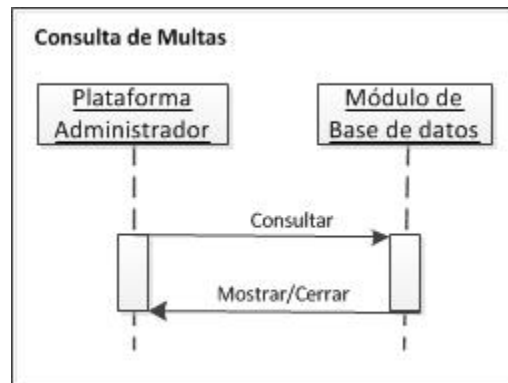 Consulta de Multas
Plataforma
Administrador
Módulo de
Base de datos
Consultar
Mostrar/Cerrar